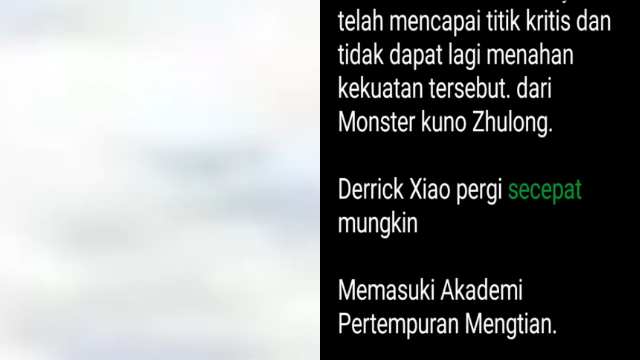 telah mencapai titik kritis dan
tidak dapat lagi menahan
kekuatan tersebut. dari
Monster kuno Zhulong.
Derrick Xiao pergi secepat
mungkin
Memasuki Akademi
Pertempuran Mengtian.